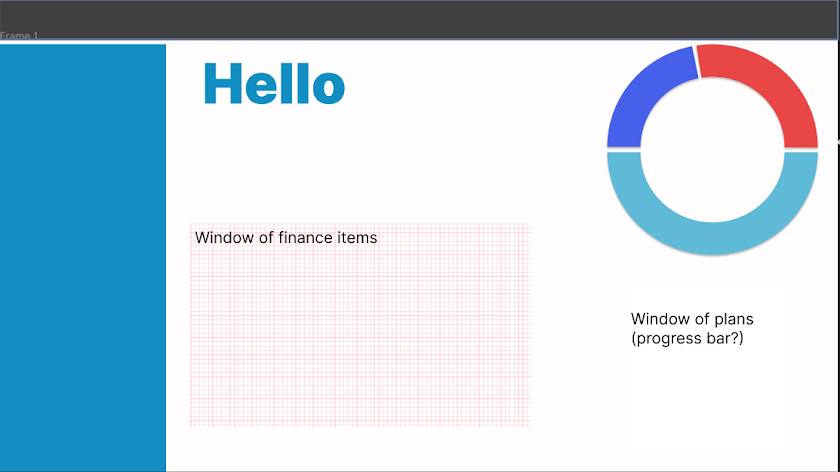 Frame 1
Hello
Window of finance items
Window of plans
(progress bar?)